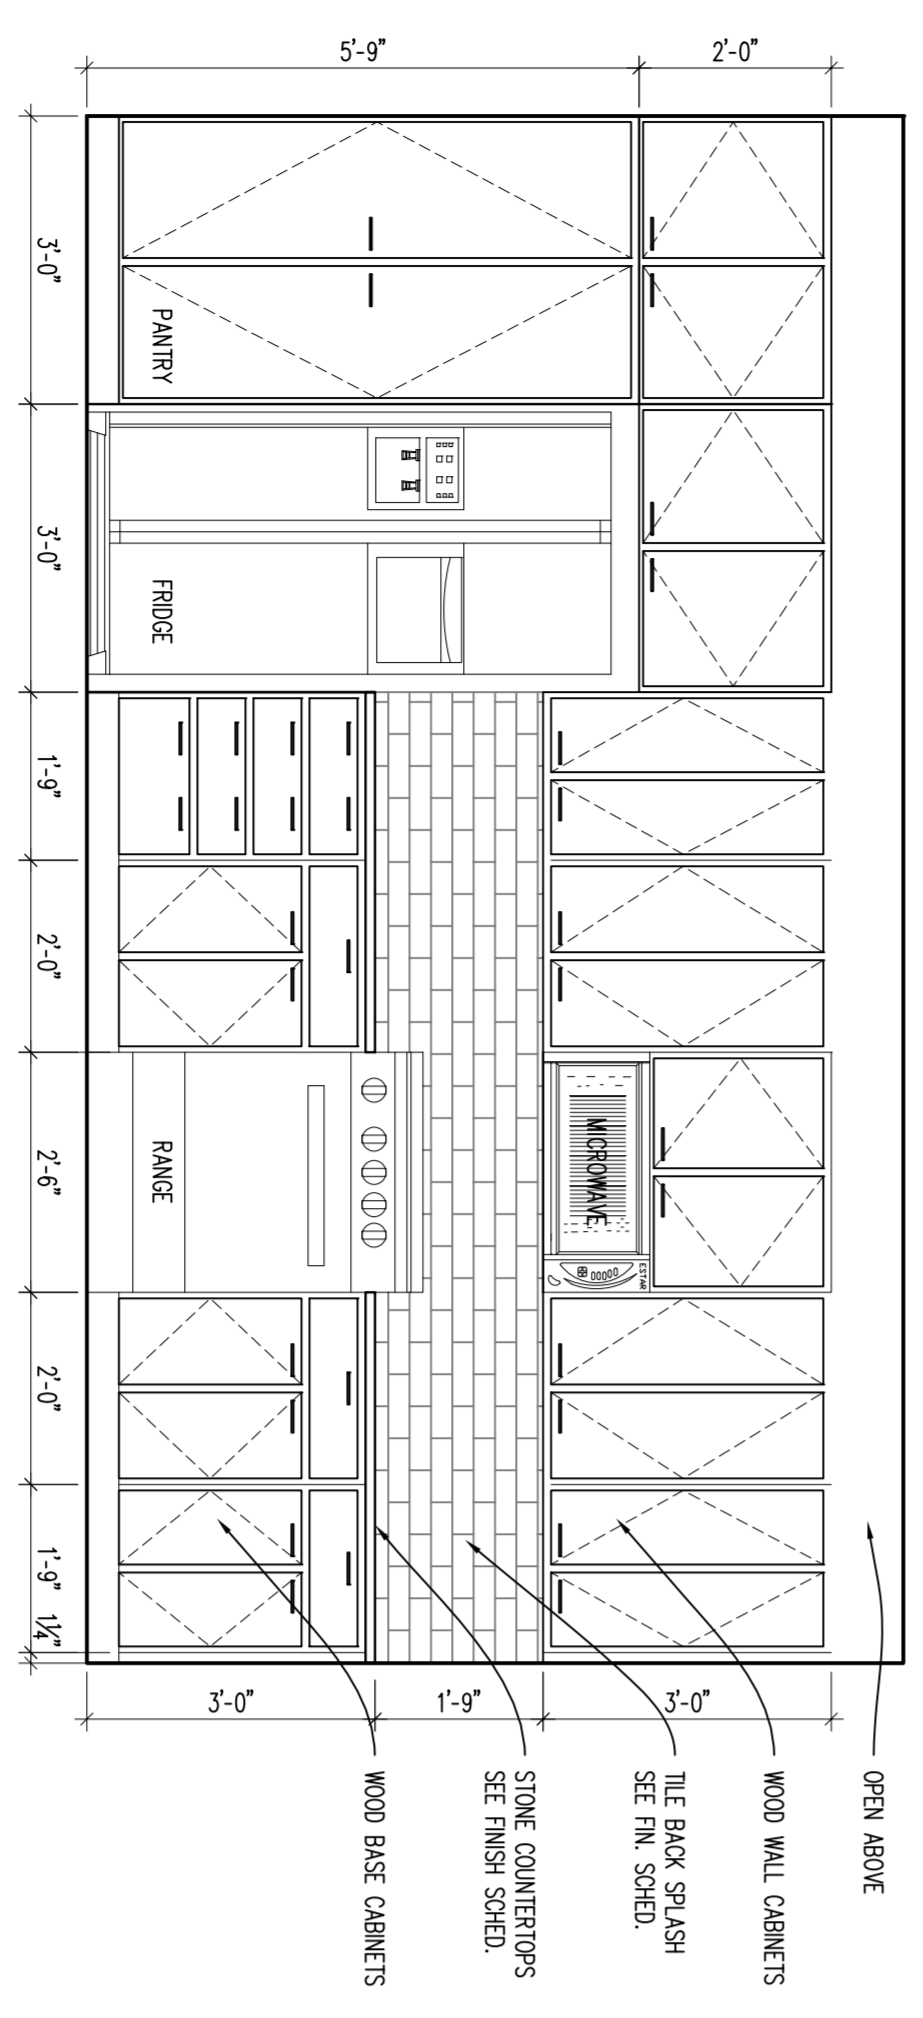 OPEN ABOVE
WOOD WALL CABINETS
TILE BACK SPLASH
SEE FIN. SCHED.
STONE COUNTERTOPS
SEE FINISH SCHED.
WOOD BASE CABINETS
2'-0"
5'-9"
3'-0"
1'-9"
3'-0"
PANTRY
FRIDGE
RANGE
MICROWAVE
ESTAR
3'-0"
3'-0"
1'-9"
2'-0"
2'-6"
2'-0"
1'-9"
1¼"